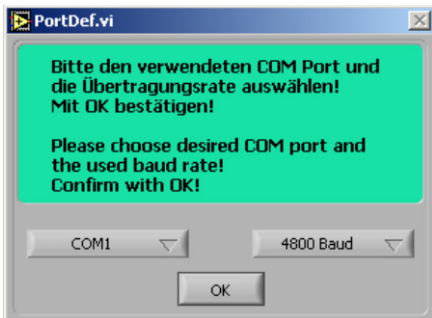 PortDef.vi
Bitte den verwendeten COM Port und
die Übertragungsrate auswählen!
Mit OK bestätigen!
Please choose desired COM port and
the used baud rate!
Confirm with OK!
COM1
4800 Baud
OK